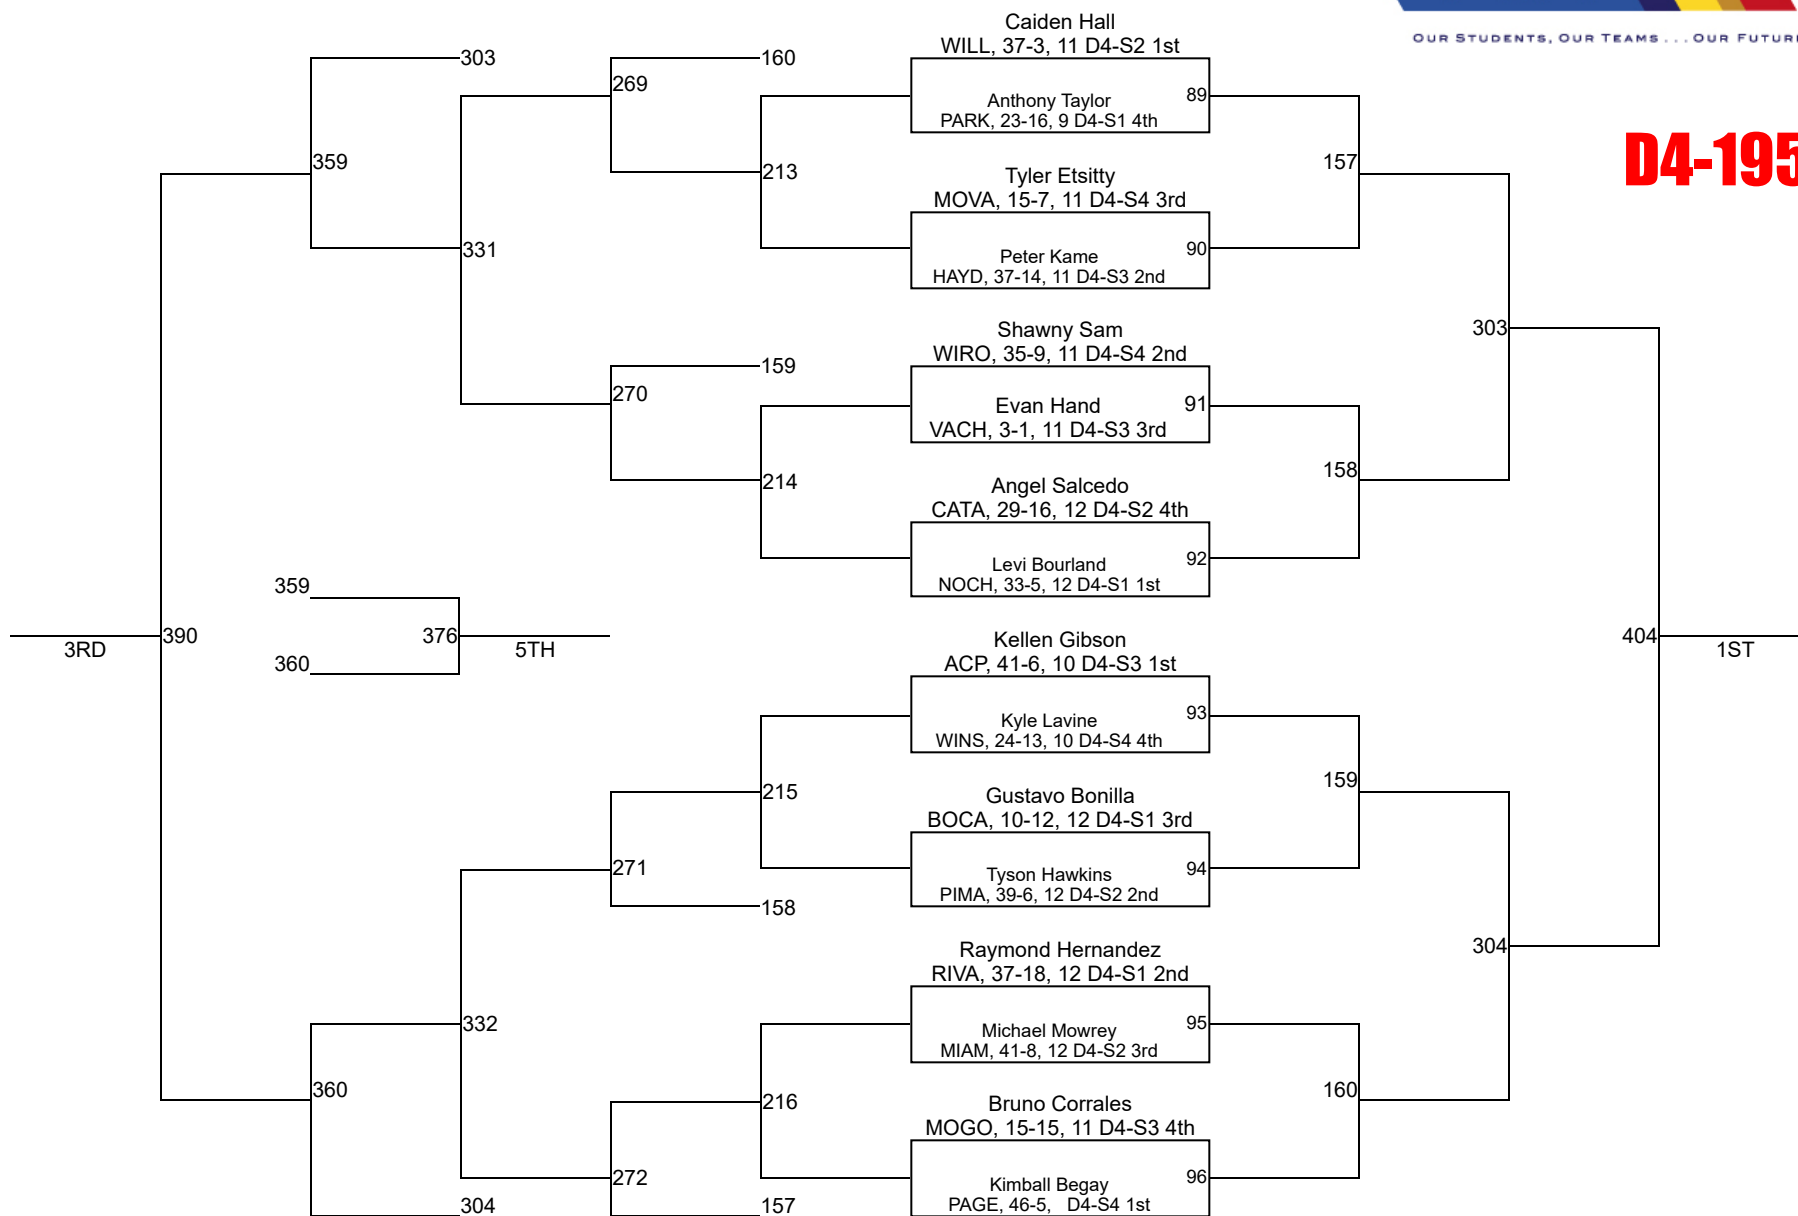 OUR STUDENTS, OUR TEAMS...OUR FUTURE
D4-195
Caiden Hall
WILL, 37-3, 11 D4-S2 1st
Anthony Taylor
PARK, 23-16, 9 D4-S1 4th
89
Tyler Etsitty
MOVA, 15-7, 11 D4-S4 3rd
Peter Kame
HAYD, 37-14, 11 D4-S3 2nd
90
Shawny Sam
WIRO, 35-9, 11 D4-S4 2nd
Evan Hand
VACH, 3-1, 11 D4-S3 3rd
91
Angel Salcedo
CATA, 29-16, 12 D4-S2 4th
Levi Bourland
NOCH, 33-5, 12 D4-S1 1st
92
Kellen Gibson
ACP, 41-6, 10 D4-S3 1st
Kyle Lavine
WINS, 24-13, 10 D4-S4 4th
93
Gustavo Bonilla
BOCA, 10-12, 12 D4-S1 3rd
Tyson Hawkins
PIMA, 39-6, 12 D4-S2 2nd
94
Raymond Hernandez
RIVA, 37-18, 12 D4-S1 2nd
Michael Mowrey
MIAM, 41-8, 12 D4-S2 3rd
95
Bruno Corrales
MOGO, 15-15, 11 D4-S3 4th
Kimball Begay
PAGE, 46-5, D4-S4 1st
96
157
158
159
160
303
304
404
1ST
160
213
159
214
215
158
216
157
269
270
271
272
331
332
303
304
359
360
390
3RD
359
360
376
5TH